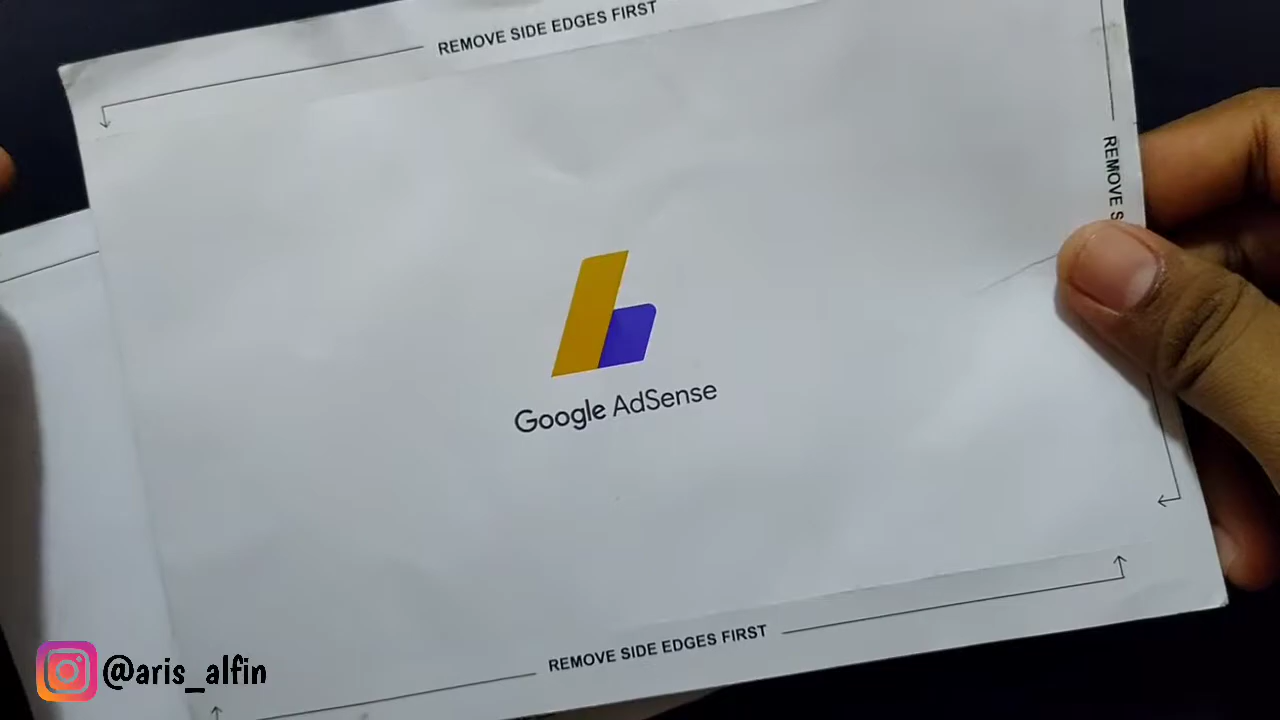 REMOVE SIDE EDGES FIRST
REMOVE
Google AdSense
REMOVE SIDE EDGES FIRST
@aris_alfin